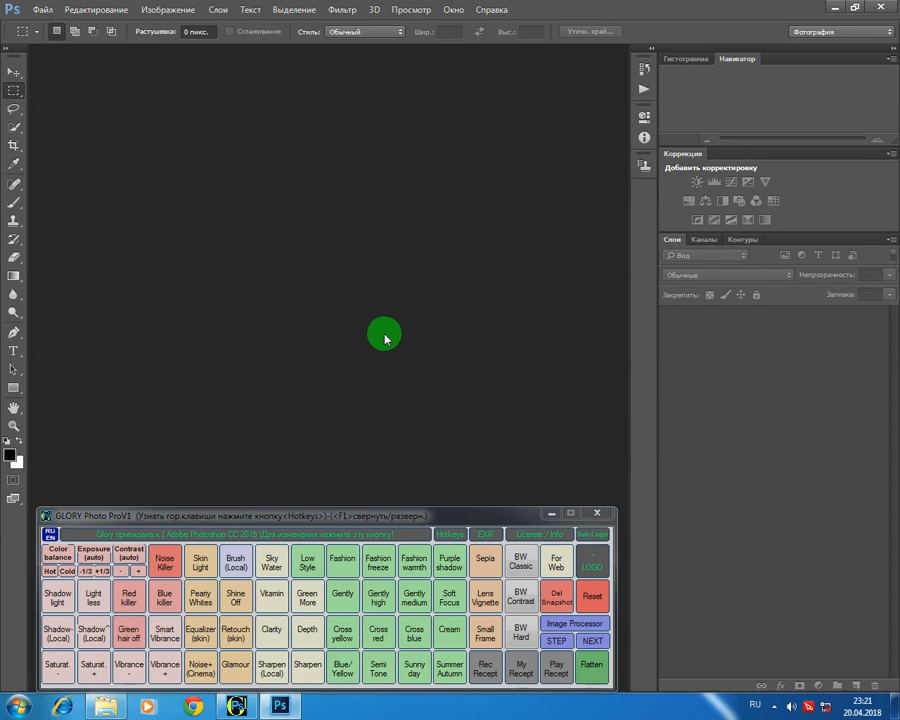 Ps Файл Редактирование Изображение Слои Текст Выделение Фильтр 3D Просмотр Окно Справка
Растушевка: 0 пикс. Сглаживание Стиль: Обычный Шир.: Выс.: Уточн. край... Фотография
Гистограмма Навигатор
Коррекция
Добавить корректировку
Слои Каналы Контуры
Вид
Обычные Непрозрачность:
Закрепить: Заливка:
GLORY Photo ProV1 (Узнать гор.клавиши нажмите кнопку<Hotkeys>)-(<F1>свернуть/разверн.)
RU EN Glory привязана к ( Adobe Photoshop CC 2015 )Для изменения нажмите эту кнопку! Hotkeys EXIF License / Info Sub-Logo
Color balance Exposure (auto) Contrast (auto) Noise Killer Skin Light Brush (Local) Sky Water Low Style Fashion Fashion freeze Fashion warmth Purple shadow Sepia BW Classic For Web ^ LOGO
Hot Cold -1/3 +1/3 - +
Shadow light Light less Red killer Blue killer Pearly Whites Shine Off Vitamin Green More Gently Gently high Gently medium Soft Focus Lens Vignette BW Contrast Del Snapshot Reset
Shadow- (Local) Shadow^ (Local) Green hair off Smart Vibrance Equalizer (skin) Retouch (skin) Clarity Depth Cross yellow Cross red Cross blue Cream Small Frame BW Hard Image Processor
STEP NEXT
Saturat. - Saturat. + Vibrance - Vibrance + Noise+ (Cinema) Glamour Sharpen (Local) Sharpen Blue/ Yellow Semi Tone Sunny day Summer Autumn Rec Recept My Recept Play Recept Flatten
Ps RU 23:21
20.04.2018